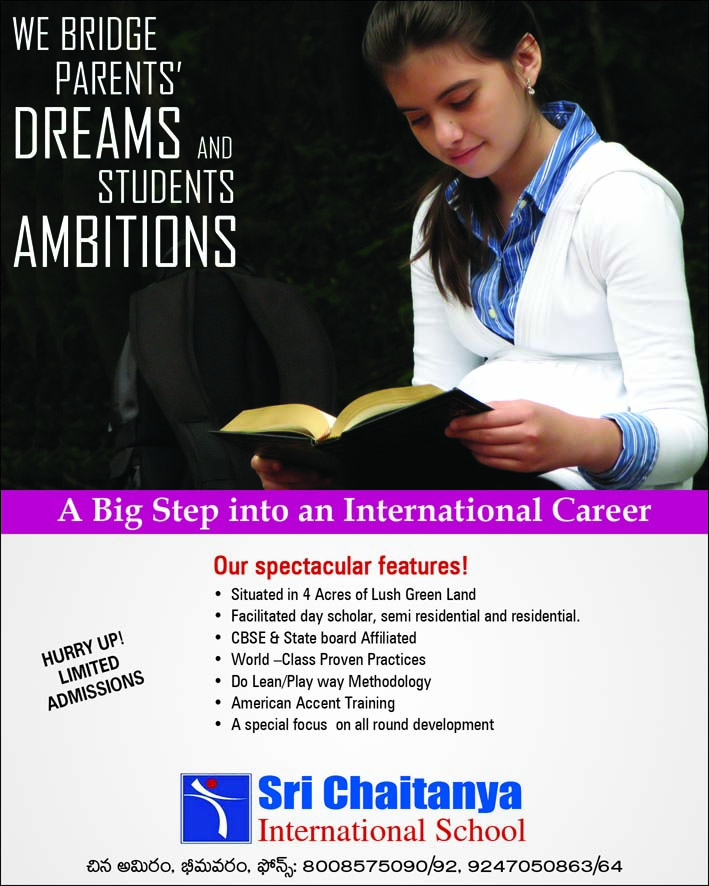 WE BRIDGE
PARENTS'
DREAMS AND
STUDENTS
AMBITIONS
A Big Step into an International Career
Our spectacular features!
• Situated in 4 Acres of Lush Green Land
• Facilitated day scholar, semi residential and residential.
• CBSE & State board Affiliated
• World –Class Proven Practices
• Do Lean/Play way Methodology
• American Accent Training
• A special focus on all round development
HURRY UP!
LIMITED
ADMISSIONS
Sri Chaitanya
International School
చిన అమిరం, భీమవరం, ఫోన్స్: 8008575090/92, 9247050863/64